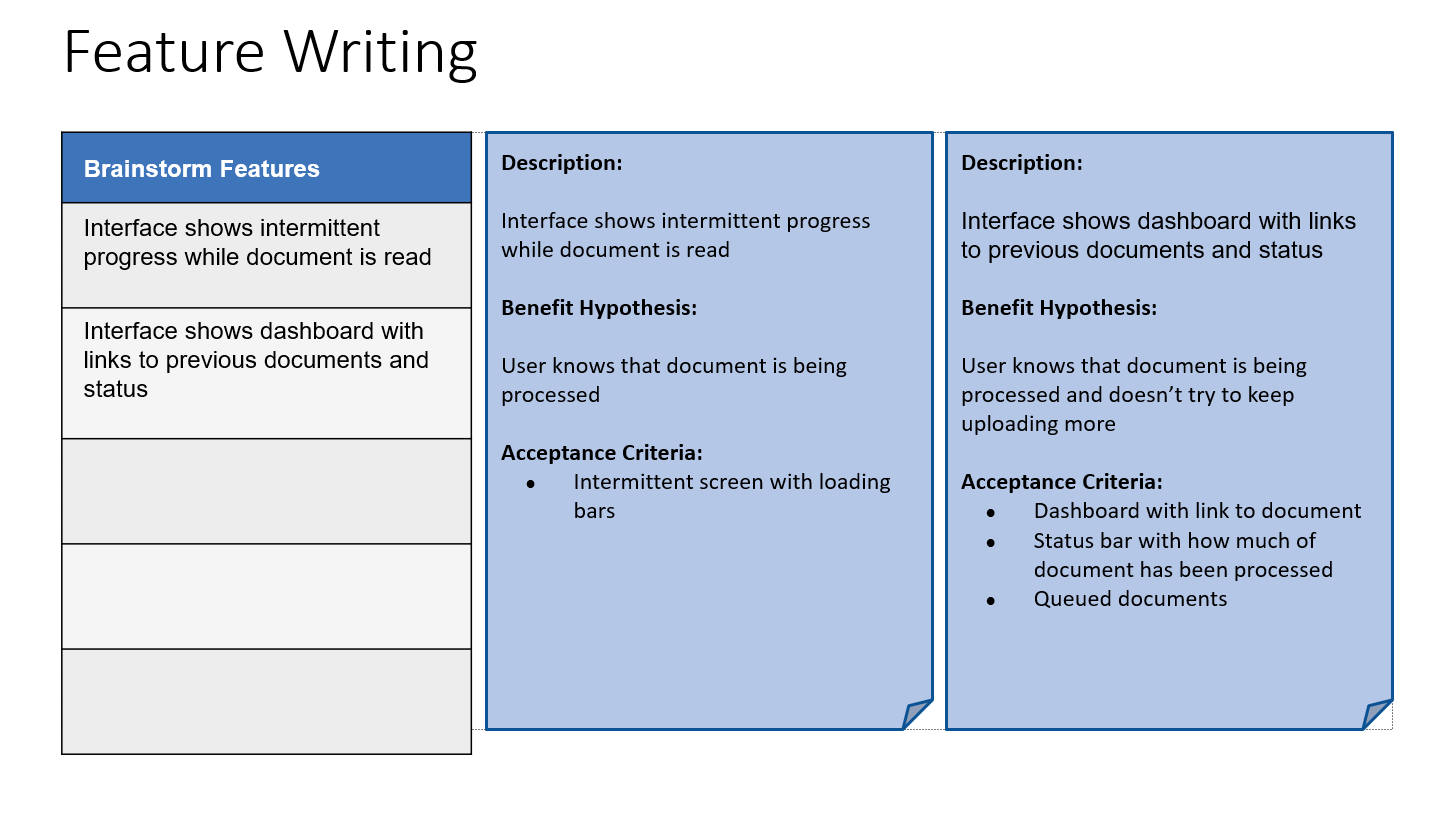 Feature Writing
Brainstorm Features
Interface shows intermittent
progress while document is read
Interface shows dashboard with
links to previous documents and
status
Description:
Interface shows intermittent progress
while document is read
Benefit Hypothesis:
User knows that document is being
processed
Acceptance Criteria:
● Intermittent screen with loading
bars
Description:
Interface shows dashboard with links
to previous documents and status
Benefit Hypothesis:
User knows that document is being
processed and doesn’t try to keep
uploading more
Acceptance Criteria:
● Dashboard with link to document
● Status bar with how much of
document has been processed
● Queued documents